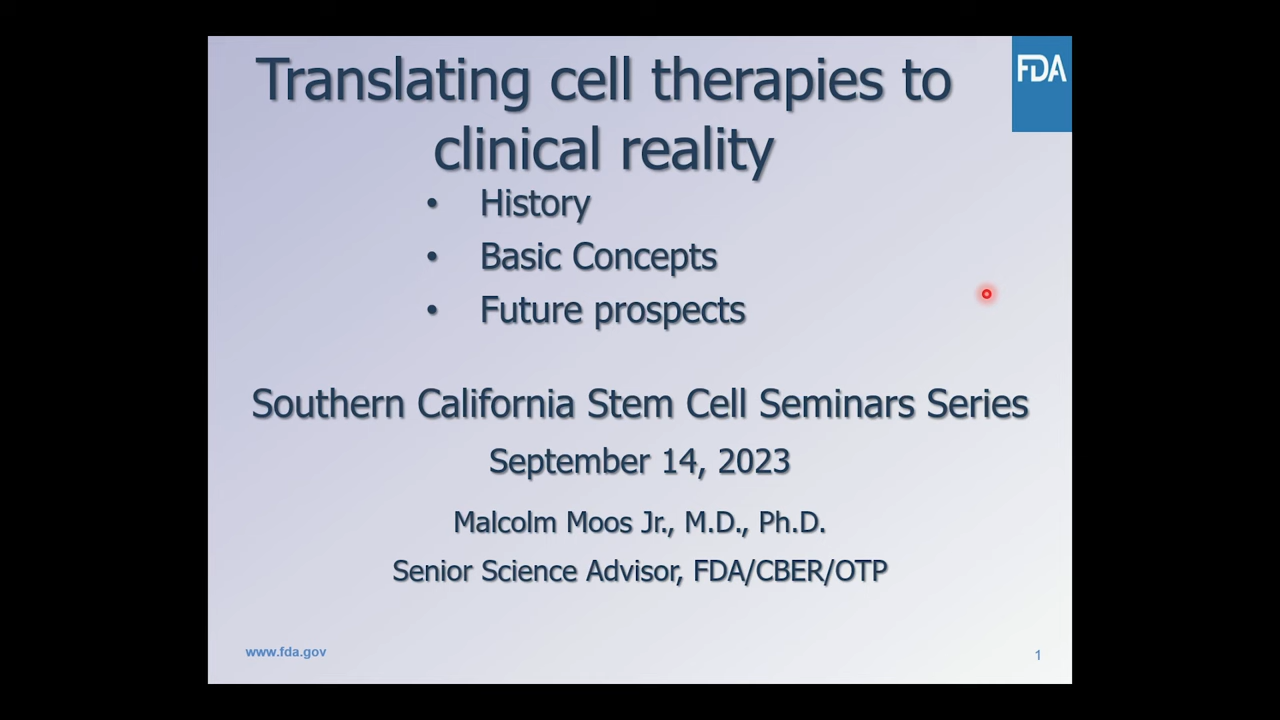 Translating cell therapies to
clinical reality
FDA
• History
• Basic Concepts
• Future prospects
Southern California Stem Cell Seminars Series
September 14, 2023
Malcolm Moos Jr., M.D., Ph.D.
Senior Science Advisor, FDA/CBER/OTP
www.fda.gov
1